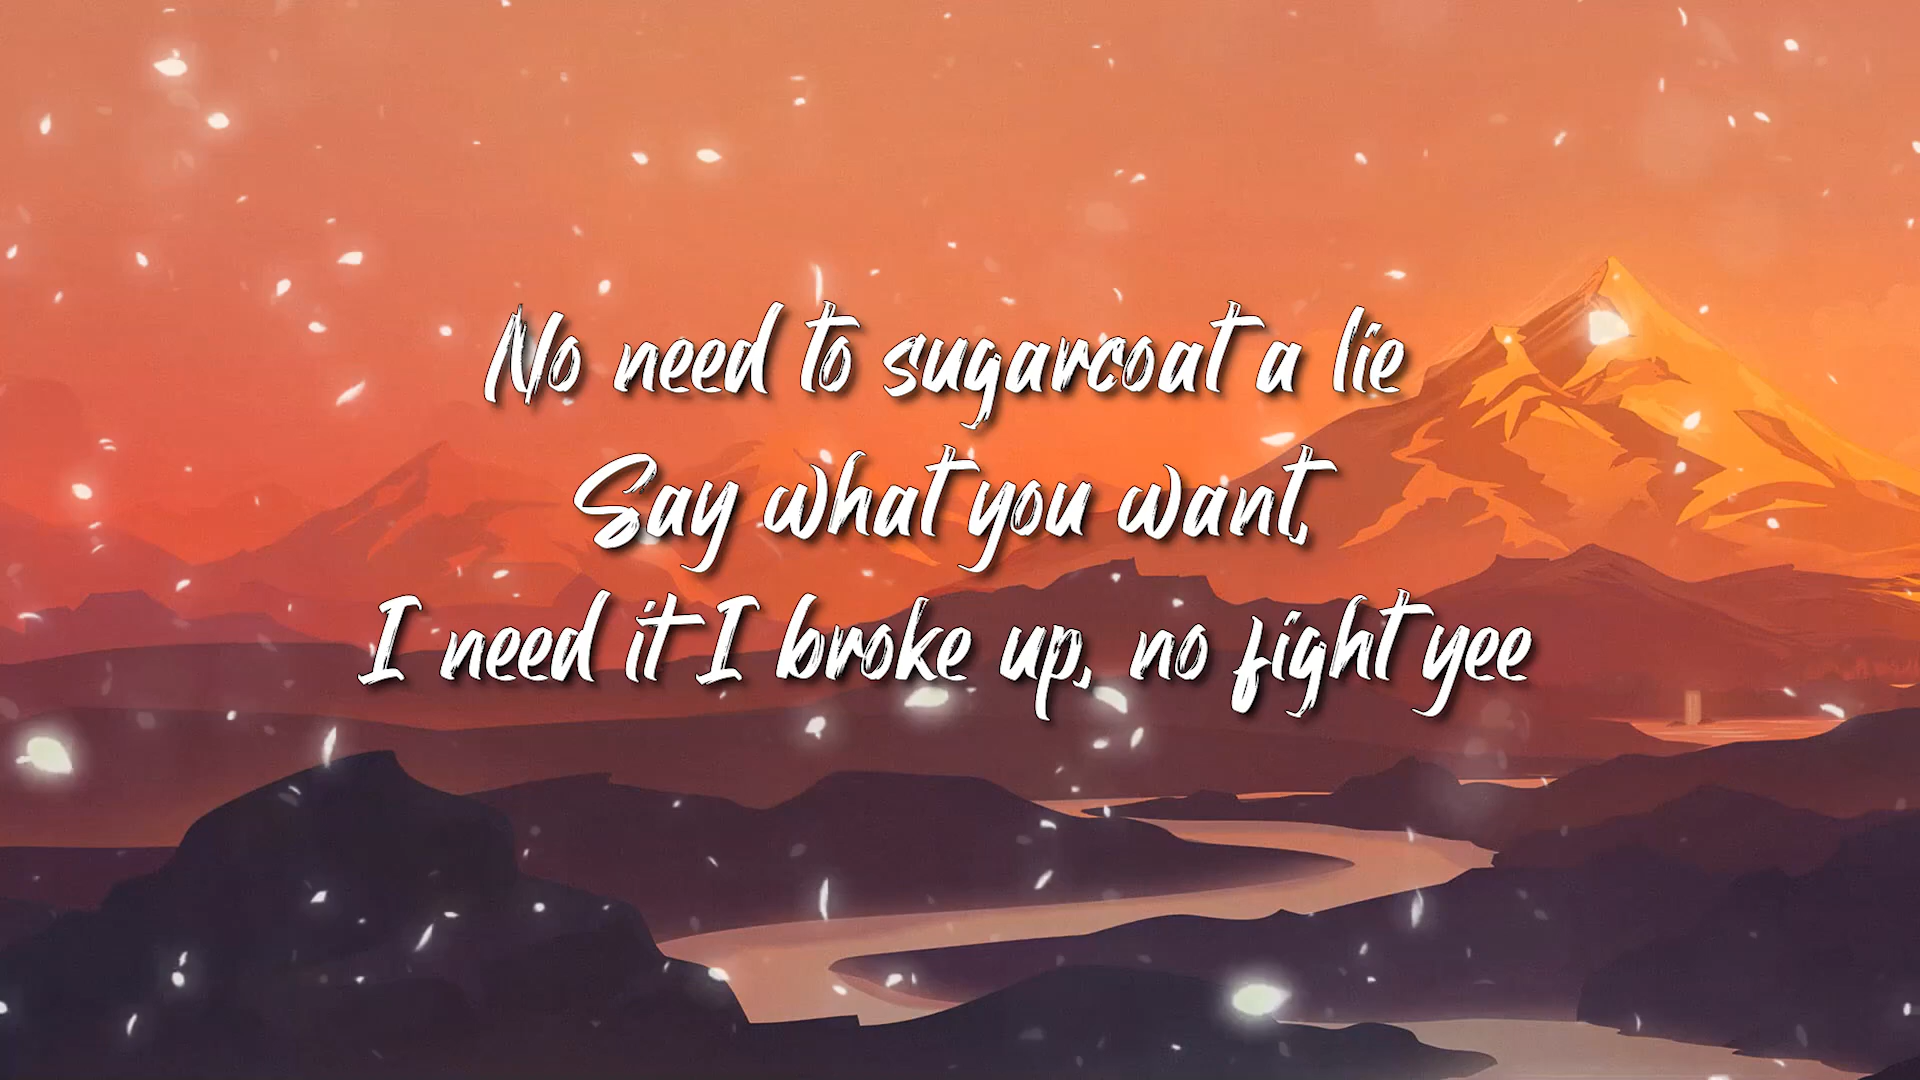 No need to sugarcoat a lie
Say what you want,
I need it I broke up, no fight yee